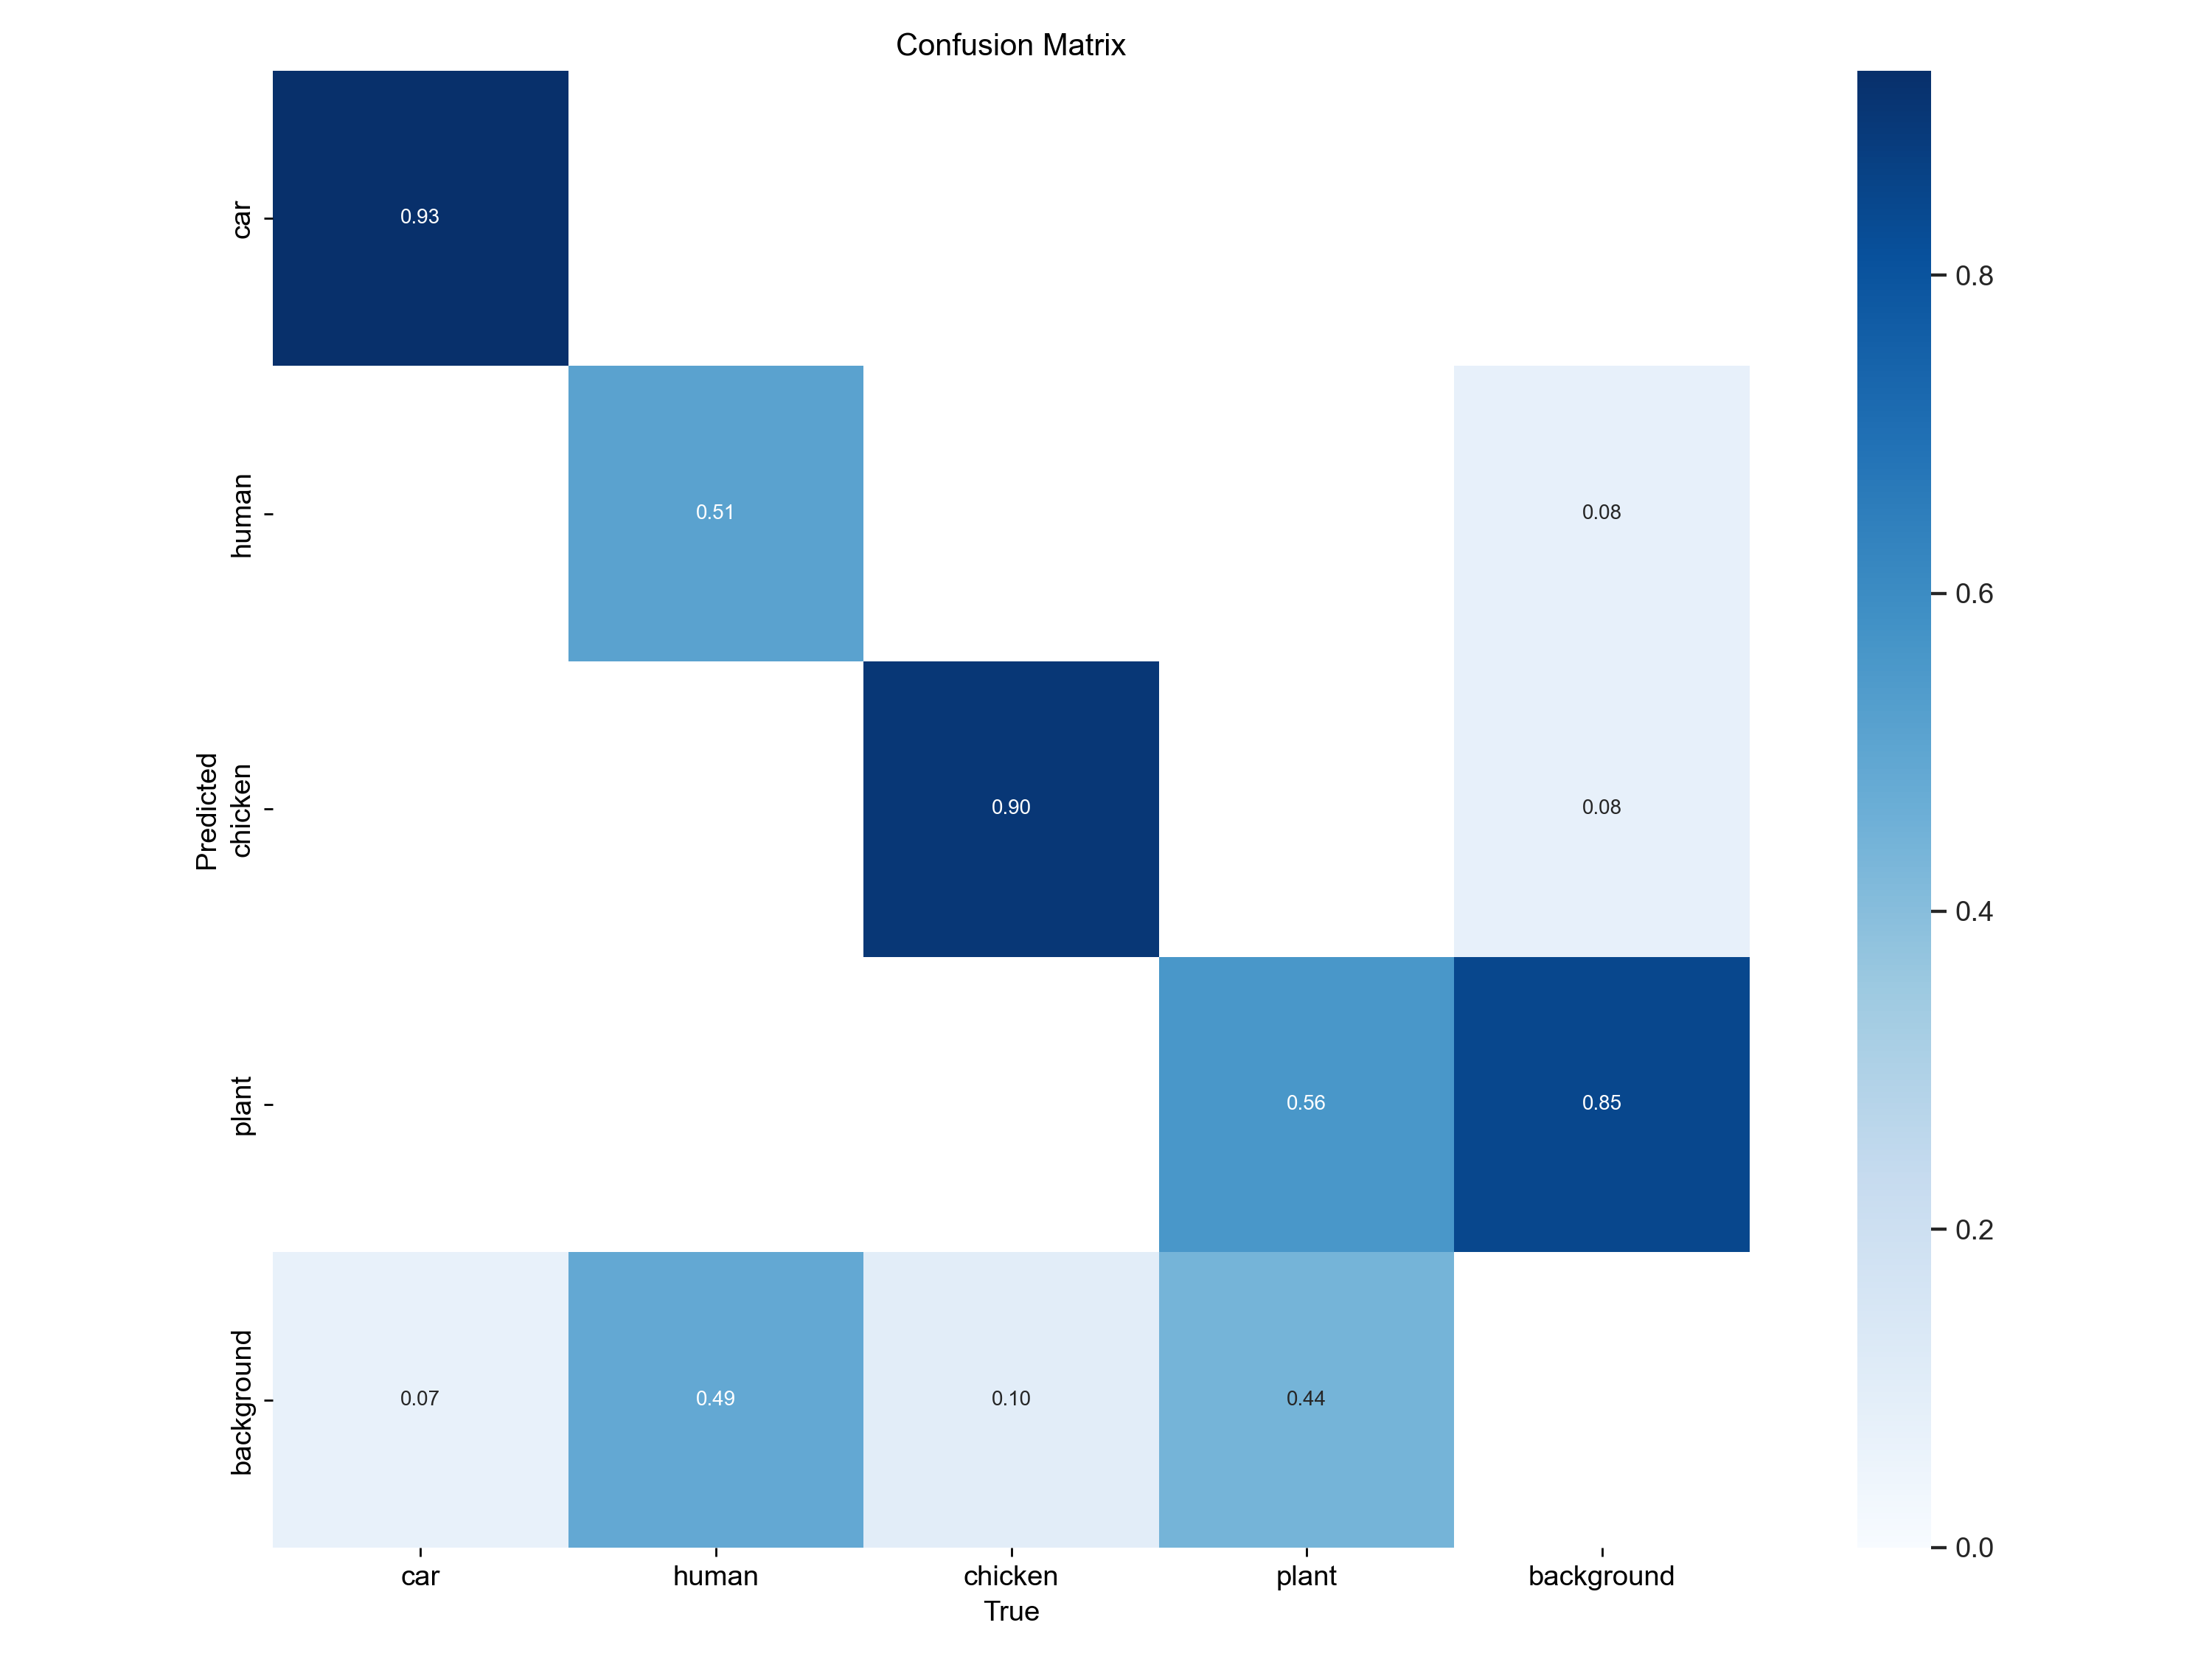 Confusion Matrix
car
human
chicken
plant
background
Predicted
0.93
0.51
0.08
0.90
0.08
0.56
0.85
0.07
0.49
0.10
0.44
car
human
chicken
plant
background
True
0.8
0.6
0.4
0.2
0.0